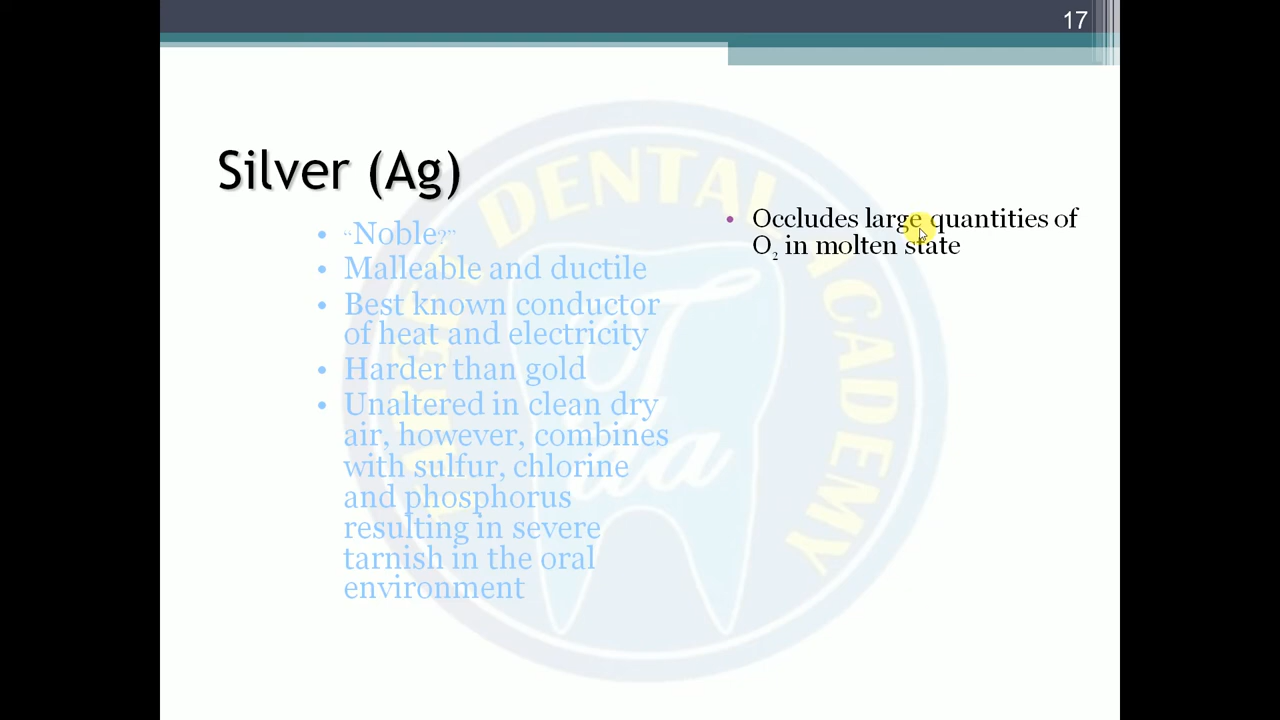 17
Silver (Ag)
• “Noble?”
• Malleable and ductile
• Best known conductor
of heat and electricity
• Harder than gold
• Unaltered in clean dry
air, however, combines
with sulfur, chlorine
and phosphorus
resulting in severe
tarnish in the oral
environment
• Occludes large quantities of
O₂ in molten state
DENTAL ACADEMY